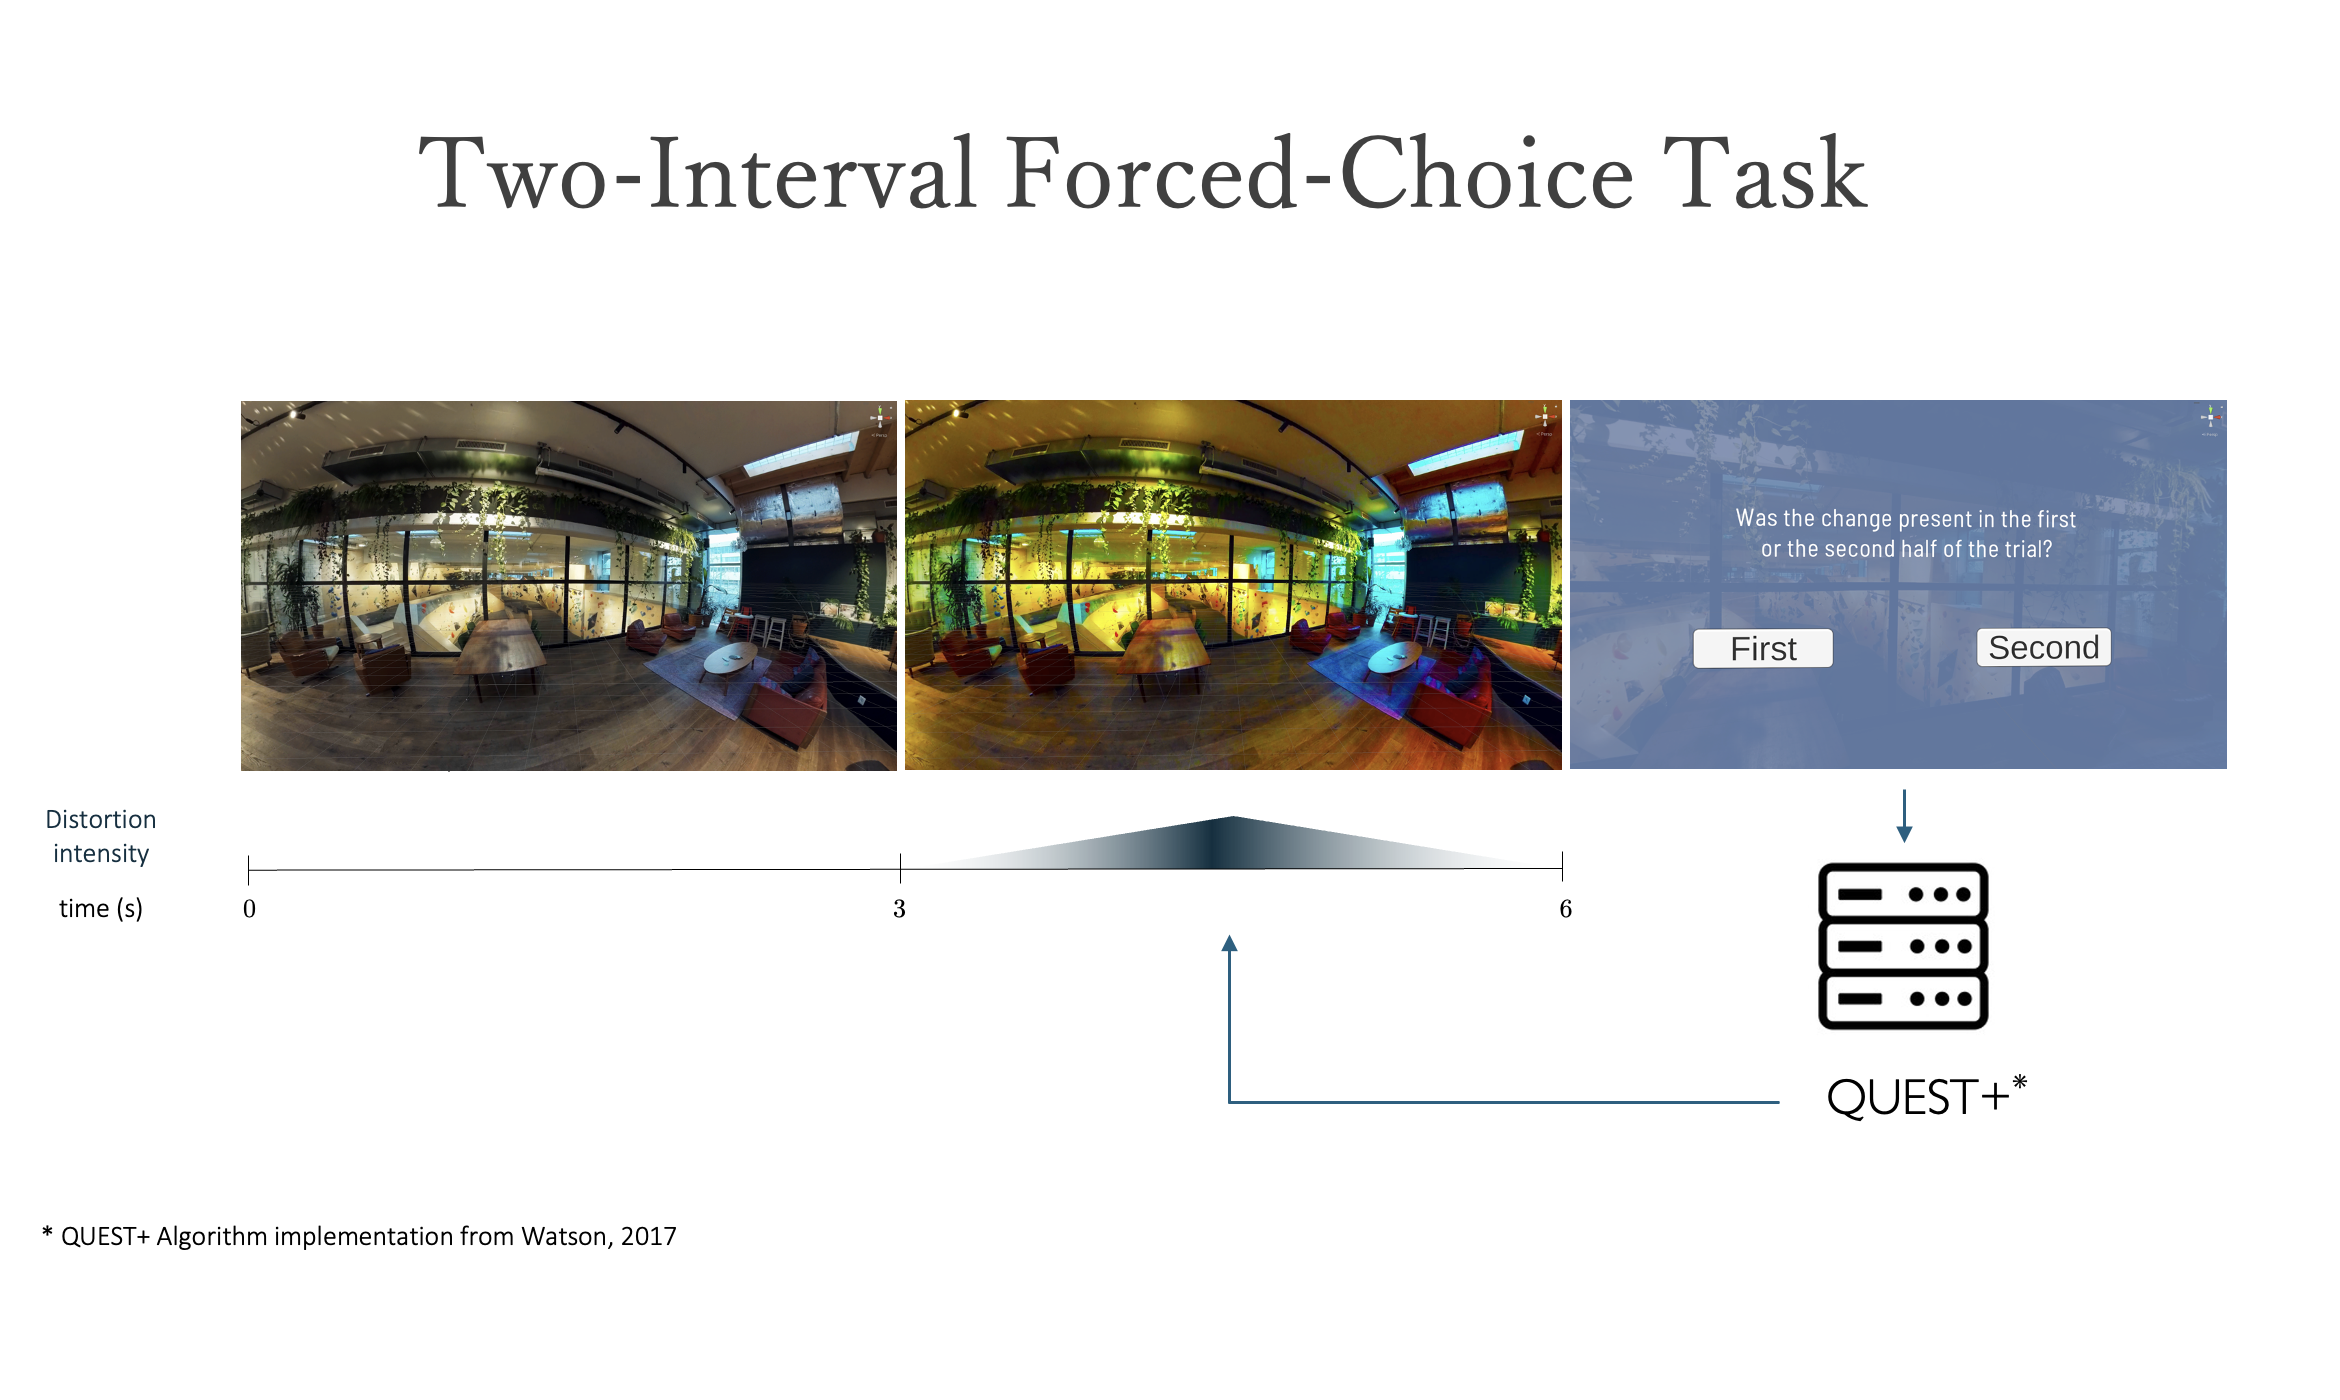 Two-Interval Forced-Choice Task
Was the change present in the first
or the second half of the trial?
First
Second
Distortion
intensity
time (s)
0
3
6
QUEST+*
* QUEST+ Algorithm implementation from Watson, 2017